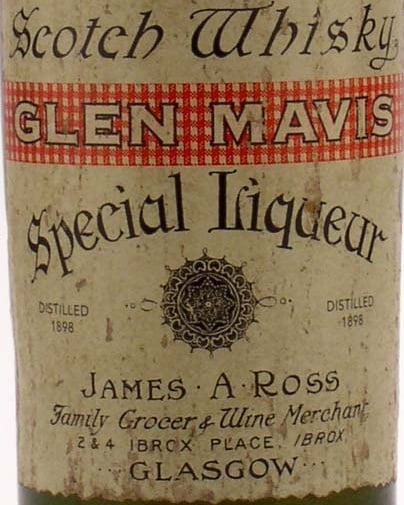 Scotch Whisky
GLEN MAVIS
Special Liqueur
DISTILLED
1898
DISTILLED
1898
JAMES · A · ROSS
Family Grocer & Wine Merchant
2 & 4 IBROX PLACE, IBROX,
GLASGOW